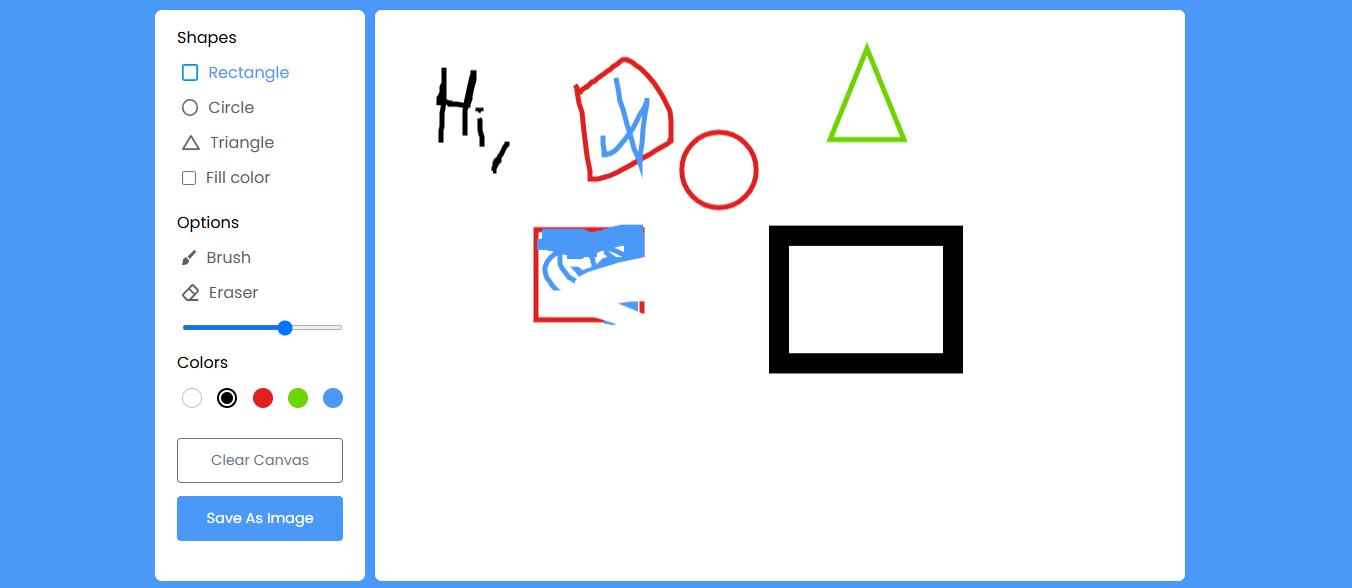 Shapes
Rectangle
Circle
Triangle
Fill color
Options
Brush
Eraser
Colors
Clear Canvas
Save As Image
Hi,